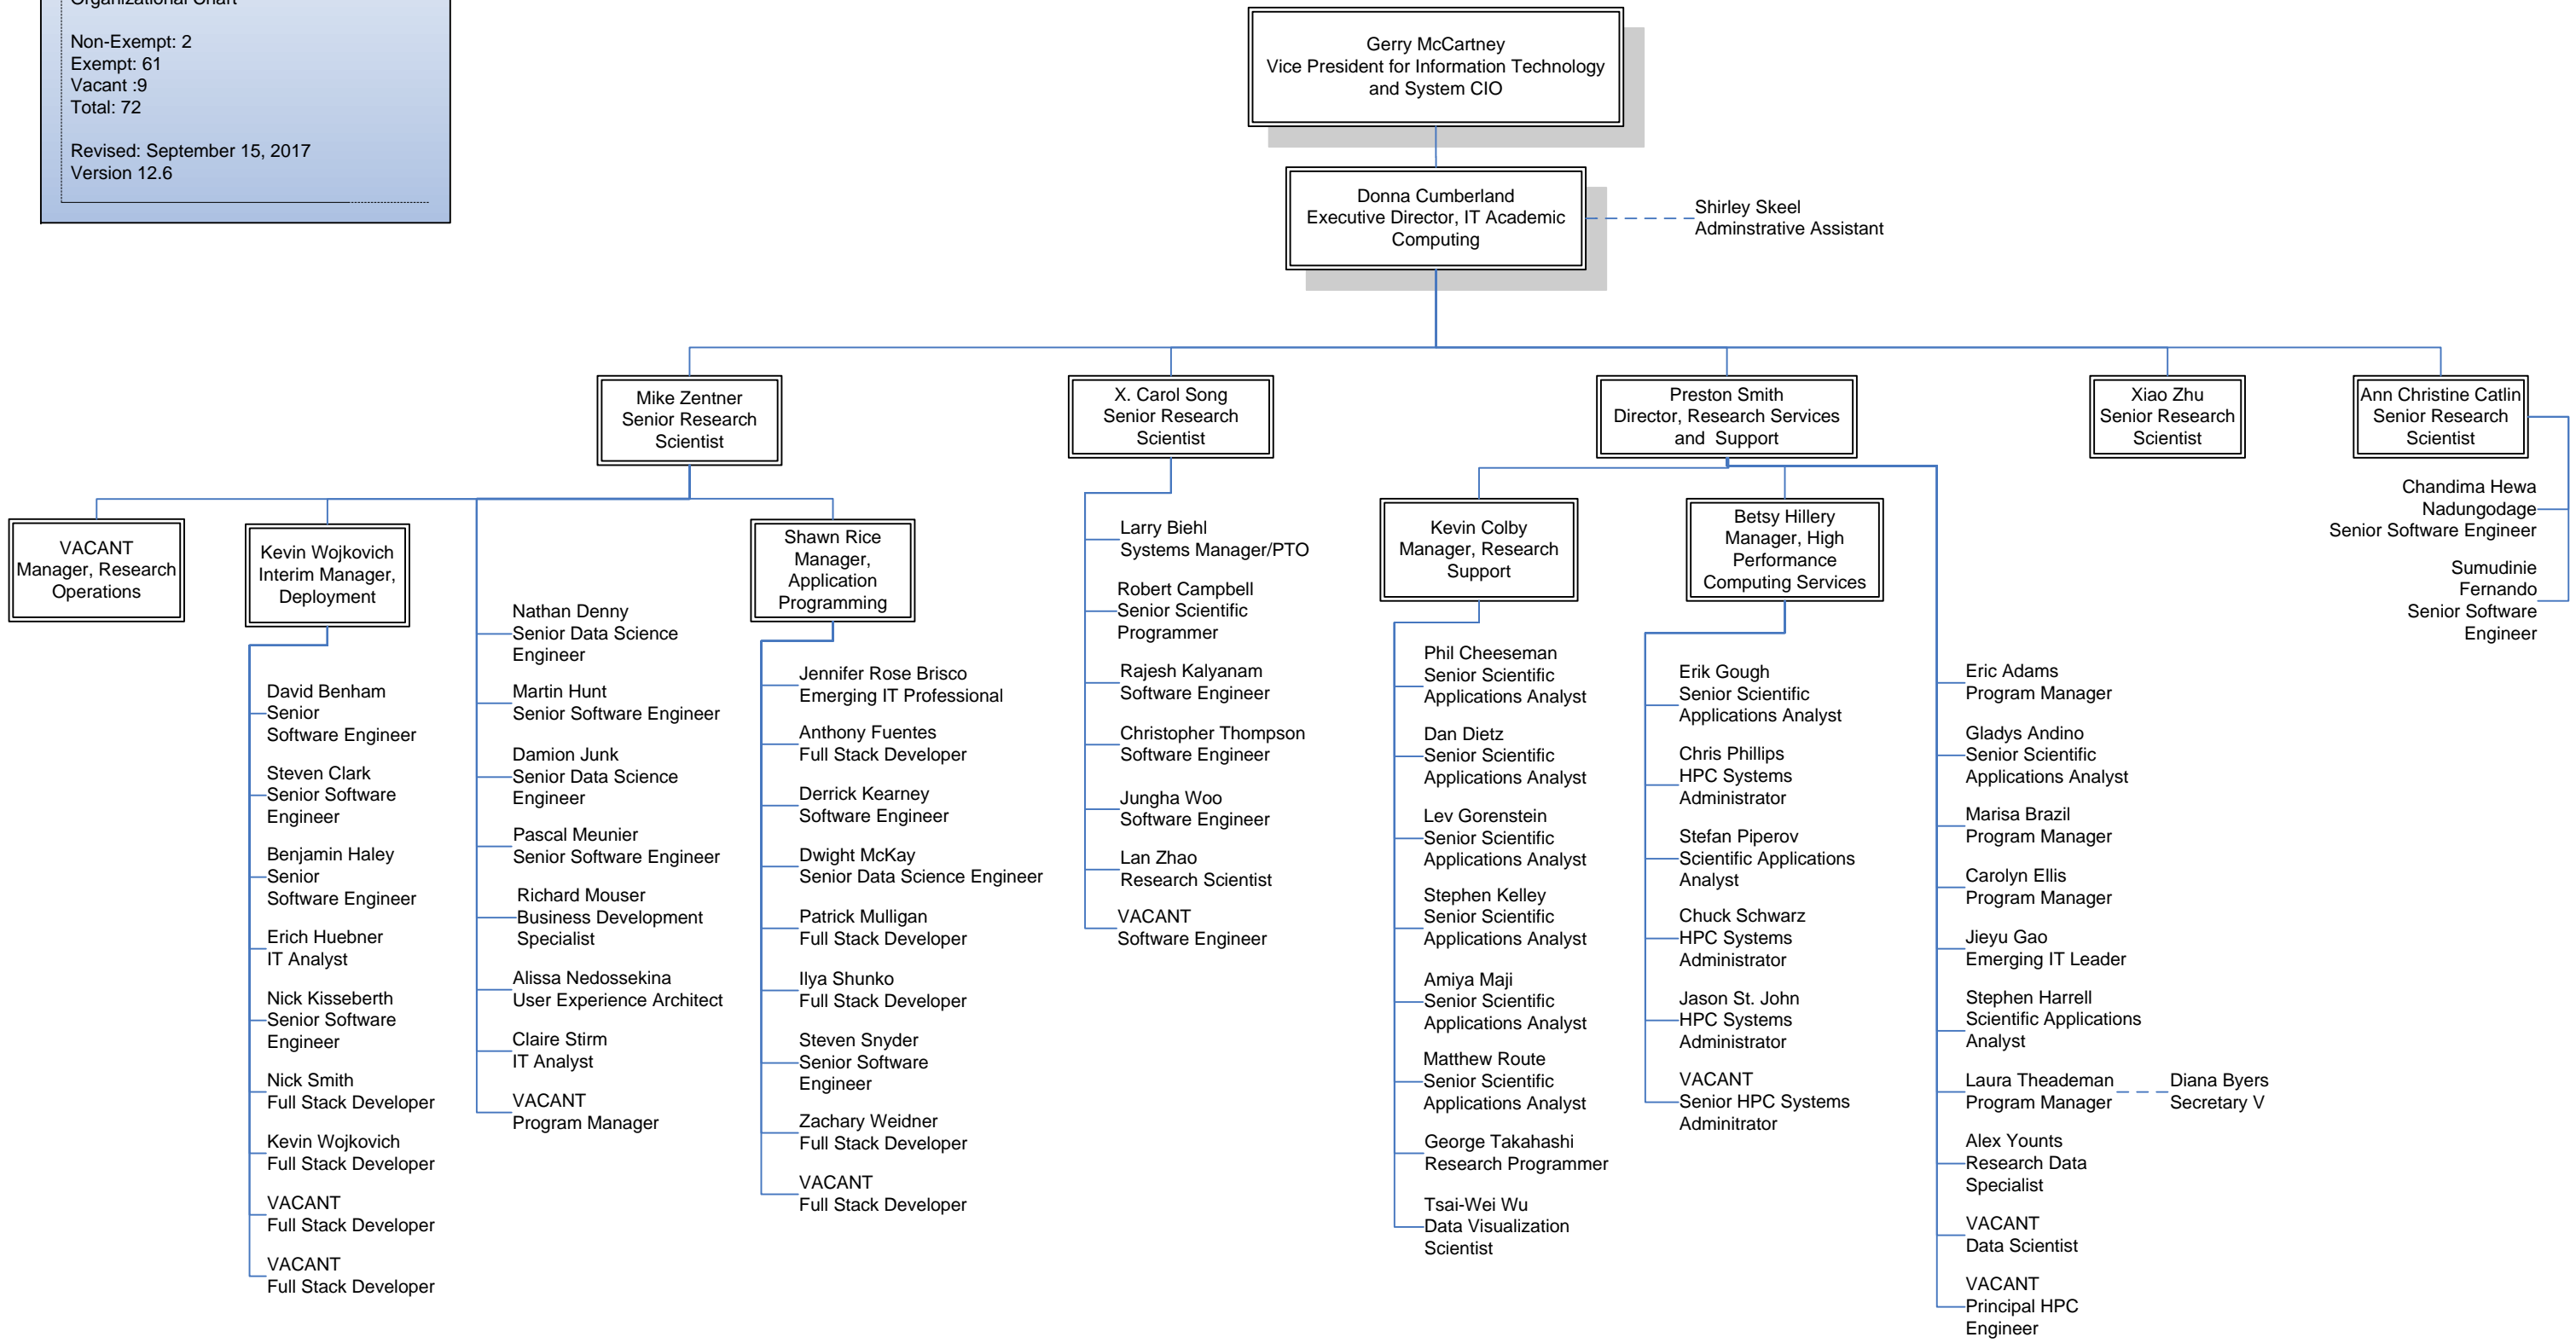 Organizational Chart
Non-Exempt: 2
Exempt: 61
Vacant :9
Total: 72
Revised: September 15, 2017
Version 12.6
Gerry McCartney
Vice President for Information Technology
and System CIO
Donna Cumberland
Executive Director, IT Academic
Computing
Shirley Skeel
Adminstrative Assistant
Mike Zentner
Senior Research
Scientist
X. Carol Song
Senior Research
Scientist
Preston Smith
Director, Research Services
and Support
Xiao Zhu
Senior Research
Scientist
Ann Christine Catlin
Senior Research
Scientist
Chandima Hewa
Nadungodage
Senior Software Engineer
Sumudinie
Fernando
Senior Software
Engineer
VACANT
Manager, Research
Operations
Kevin Wojkovich
Interim Manager,
Deployment
David Benham
Senior
Software Engineer
Steven Clark
Senior Software
Engineer
Benjamin Haley
Senior
Software Engineer
Erich Huebner
IT Analyst
Nick Kisseberth
Senior Software
Engineer
Nick Smith
Full Stack Developer
Kevin Wojkovich
Full Stack Developer
VACANT
Full Stack Developer
VACANT
Full Stack Developer
Nathan Denny
Senior Data Science
Engineer
Martin Hunt
Senior Software Engineer
Damion Junk
Senior Data Science
Engineer
Pascal Meunier
Senior Software Engineer
Richard Mouser
Business Development
Specialist
Alissa Nedossekina
User Experience Architect
Claire Stirm
IT Analyst
VACANT
Program Manager
Shawn Rice
Manager,
Application
Programming
Jennifer Rose Brisco
Emerging IT Professional
Anthony Fuentes
Full Stack Developer
Derrick Kearney
Software Engineer
Dwight McKay
Senior Data Science Engineer
Patrick Mulligan
Full Stack Developer
Ilya Shunko
Full Stack Developer
Steven Snyder
Senior Software
Engineer
Zachary Weidner
Full Stack Developer
VACANT
Full Stack Developer
Larry Biehl
Systems Manager/PTO
Robert Campbell
Senior Scientific
Programmer
Rajesh Kalyanam
Software Engineer
Christopher Thompson
Software Engineer
Jungha Woo
Software Engineer
Lan Zhao
Research Scientist
VACANT
Software Engineer
Kevin Colby
Manager, Research
Support
Phil Cheeseman
Senior Scientific
Applications Analyst
Dan Dietz
Senior Scientific
Applications Analyst
Lev Gorenstein
Senior Scientific
Applications Analyst
Stephen Kelley
Senior Scientific
Applications Analyst
Amiya Maji
Senior Scientific
Applications Analyst
Matthew Route
Senior Scientific
Applications Analyst
George Takahashi
Research Programmer
Tsai-Wei Wu
Data Visualization
Scientist
Betsy Hillery
Manager, High
Performance
Computing Services
Erik Gough
Senior Scientific
Applications Analyst
Chris Phillips
HPC Systems
Administrator
Stefan Piperov
Scientific Applications
Analyst
Chuck Schwarz
HPC Systems
Administrator
Jason St. John
HPC Systems
Administrator
VACANT
Senior HPC Systems
Adminitrator
Eric Adams
Program Manager
Gladys Andino
Senior Scientific
Applications Analyst
Marisa Brazil
Program Manager
Carolyn Ellis
Program Manager
Jieyu Gao
Emerging IT Leader
Stephen Harrell
Scientific Applications
Analyst
Laura Theademan
Program Manager
Diana Byers
Secretary V
Alex Younts
Research Data
Specialist
VACANT
Data Scientist
VACANT
Principal HPC
Engineer